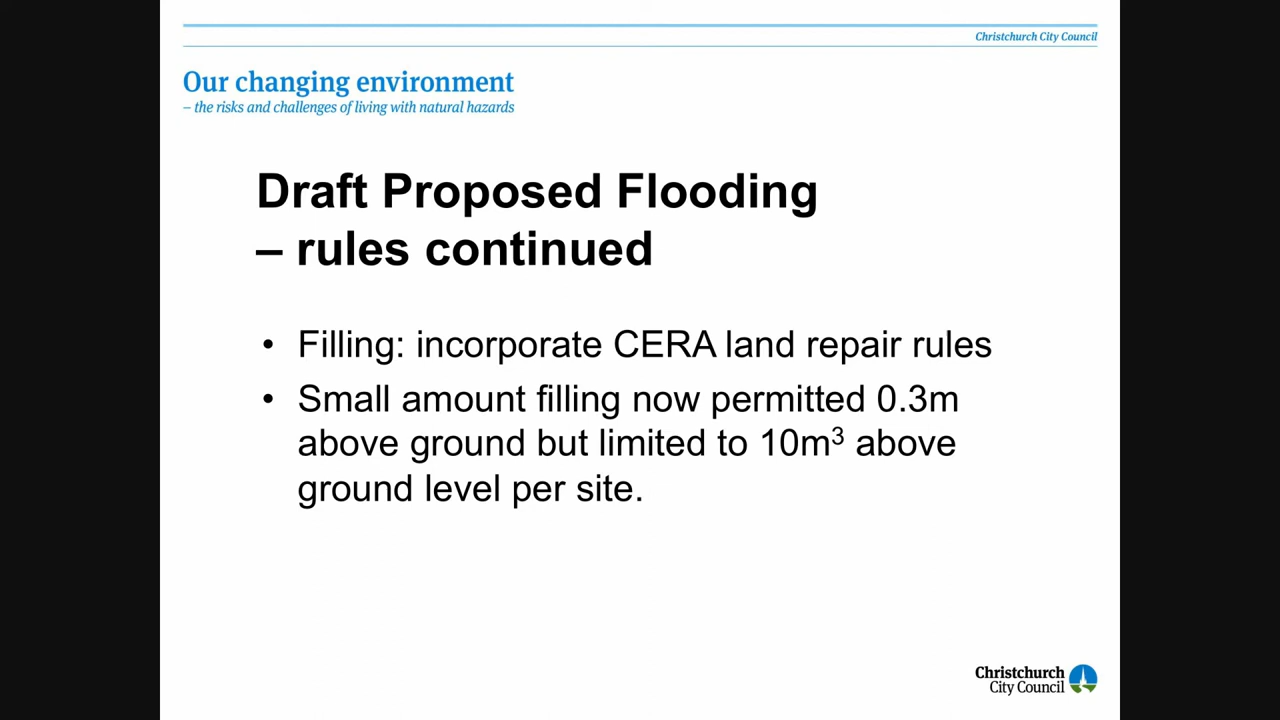 Christchurch City Council
Our changing environment
– the risks and challenges of living with natural hazards
Draft Proposed Flooding
– rules continued
• Filling: incorporate CERA land repair rules
• Small amount filling now permitted 0.3m
above ground but limited to 10m³ above
ground level per site.
Christchurch
City Council